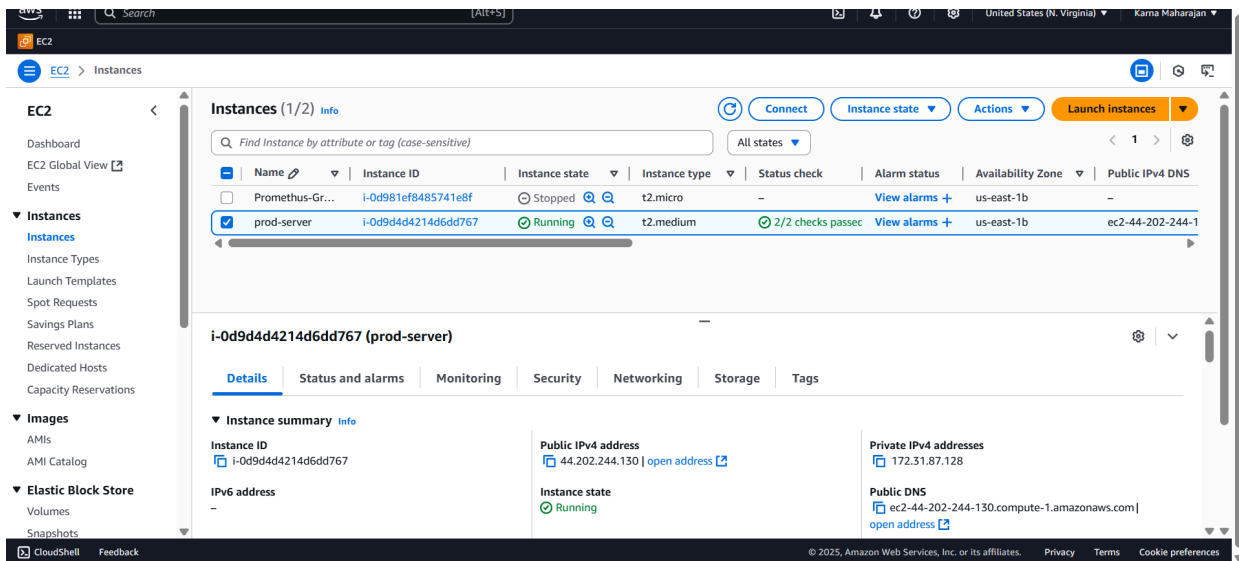 aws
Search
[Alt+S]
United States (N. Virginia)
Karna Maharajan
EC2
EC2 > Instances
EC2
Dashboard
EC2 Global View
Events
Instances
Instances
Instance Types
Launch Templates
Spot Requests
Savings Plans
Reserved Instances
Dedicated Hosts
Capacity Reservations
Images
AMIs
AMI Catalog
Elastic Block Store
Volumes
Snapshots
Instances (1/2) Info
Connect
Instance state
Actions
Launch instances
Find Instance by attribute or tag (case-sensitive)
All states
1
Name Instance ID Instance state Instance type Status check Alarm status Availability Zone Public IPv4 DNS
Promethus-Gr... i-0d981ef8485741e8f Stopped t2.micro – View alarms + us-east-1b –
prod-server i-0d9d4d4214d6dd767 Running t2.medium 2/2 checks passec View alarms + us-east-1b ec2-44-202-244-1
i-0d9d4d4214d6dd767 (prod-server)
Details Status and alarms Monitoring Security Networking Storage Tags
Instance summary Info
Instance ID
i-0d9d4d4214d6dd767
Public IPv4 address
44.202.244.130 | open address
Private IPv4 addresses
172.31.87.128
IPv6 address
–
Instance state
Running
Public DNS
ec2-44-202-244-130.compute-1.amazonaws.com |
open address
CloudShell Feedback
© 2025, Amazon Web Services, Inc. or its affiliates. Privacy Terms Cookie preferences